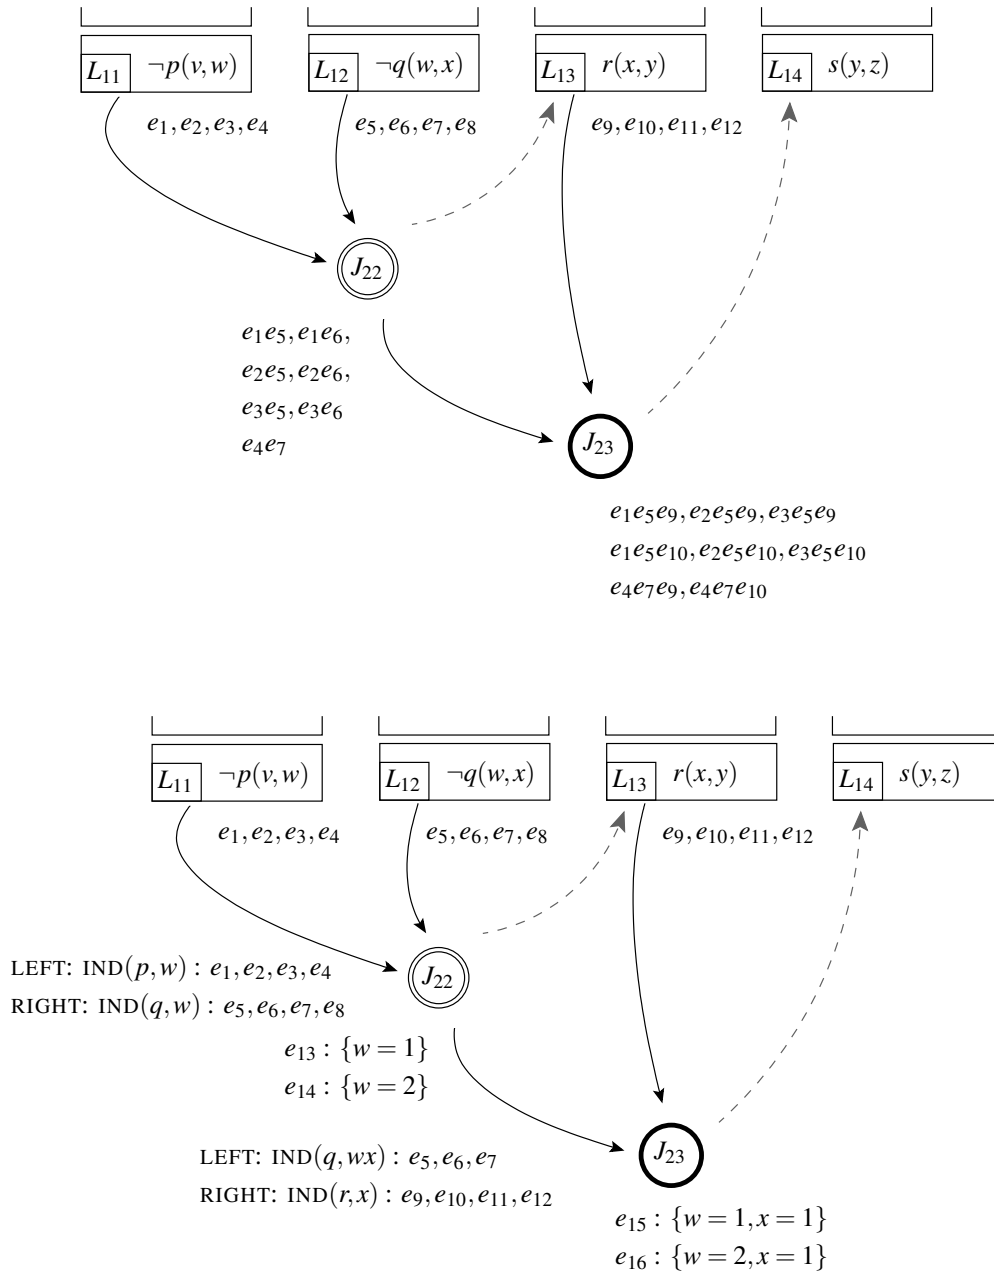 L₁₁ ¬p(v,w) L₁₂ ¬q(w,x) L₁₃ r(x,y) L₁₄ s(y,z)
e₁,e₂,e₃,e₄ e₅,e₆,e₇,e₈ e₉,e₁₀,e₁₁,e₁₂
J₂₂
e₁e₅,e₁e₆,
e₂e₅,e₂e₆,
e₃e₅,e₃e₆
e₄e₇
J₂₃
e₁e₅e₉,e₂e₅e₉,e₃e₅e₉
e₁e₅e₁₀,e₂e₅e₁₀,e₃e₅e₁₀
e₄e₇e₉,e₄e₇e₁₀
L₁₁ ¬p(v,w) L₁₂ ¬q(w,x) L₁₃ r(x,y) L₁₄ s(y,z)
e₁,e₂,e₃,e₄ e₅,e₆,e₇,e₈ e₉,e₁₀,e₁₁,e₁₂
J₂₂
LEFT: IND(p,w) : e₁,e₂,e₃,e₄
RIGHT: IND(q,w) : e₅,e₆,e₇,e₈
e₁₃ : {w = 1}
e₁₄ : {w = 2}
J₂₃
LEFT: IND(q,wx) : e₅,e₆,e₇
RIGHT: IND(r,x) : e₉,e₁₀,e₁₁,e₁₂
e₁₅ : {w = 1,x = 1}
e₁₆ : {w = 2,x = 1}